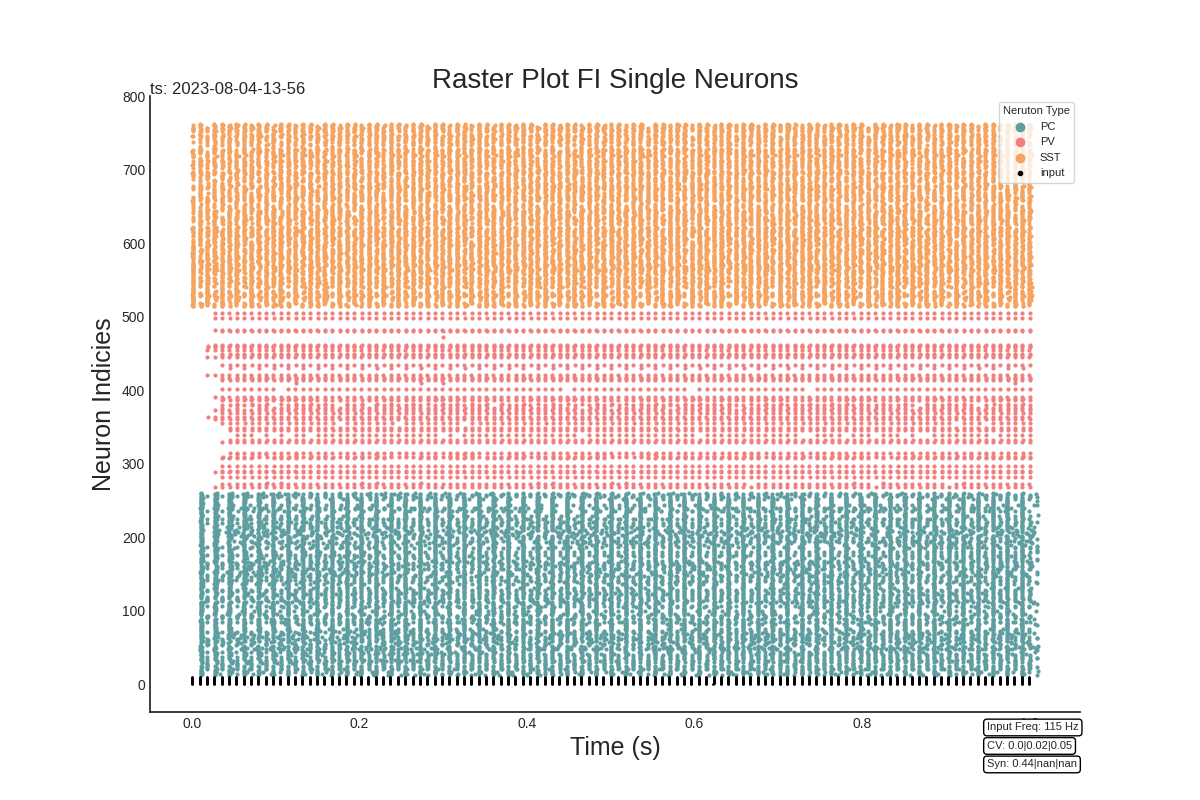 Raster Plot FI Single Neurons
ts: 2023-08-04-13-56
800
700
600
500
400
300
200
100
0
Neuron Indicies
Neruton Type
PC
PV
SST
input
0.0
0.2
0.4
0.6
0.8
Time (s)
Input Freq: 115 Hz
CV: 0.0|0.02|0.05
Syn: 0.44|nan|nan